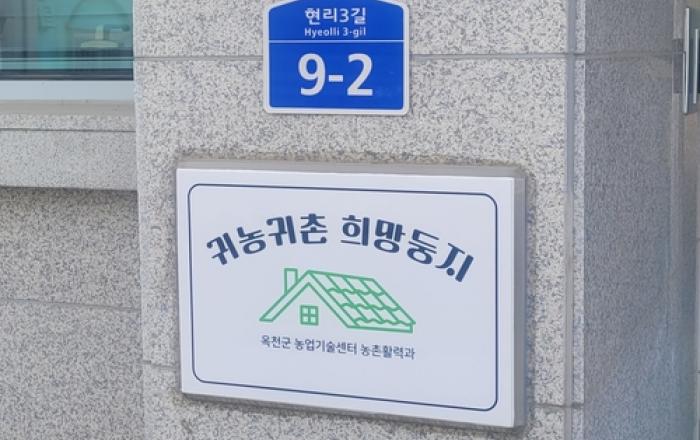 현리3길
Hyeolli 3-gil
9-2
귀농귀촌 희망둥지
옥천군 농업기술센터 농촌활력과